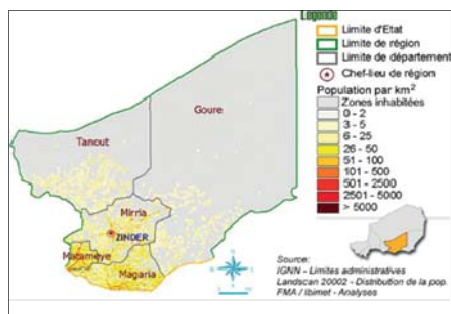 Légende
Limite d'Etat
Limite de région
Limite de département
Chef-lieu de région
Population par km²
Zones inhabitées
0 - 2
3 - 5
6 - 25
26 - 50
51 - 100
101 - 500
501 - 2500
2501 - 5000
> 5000
Goure
Tanout
Mirria
ZINDER
Matameye
Magiaria
Source:
IGNN – Limites administratives
Landscan 20002 - Distribution de la pop.
FMA / Ibimet - Analyses